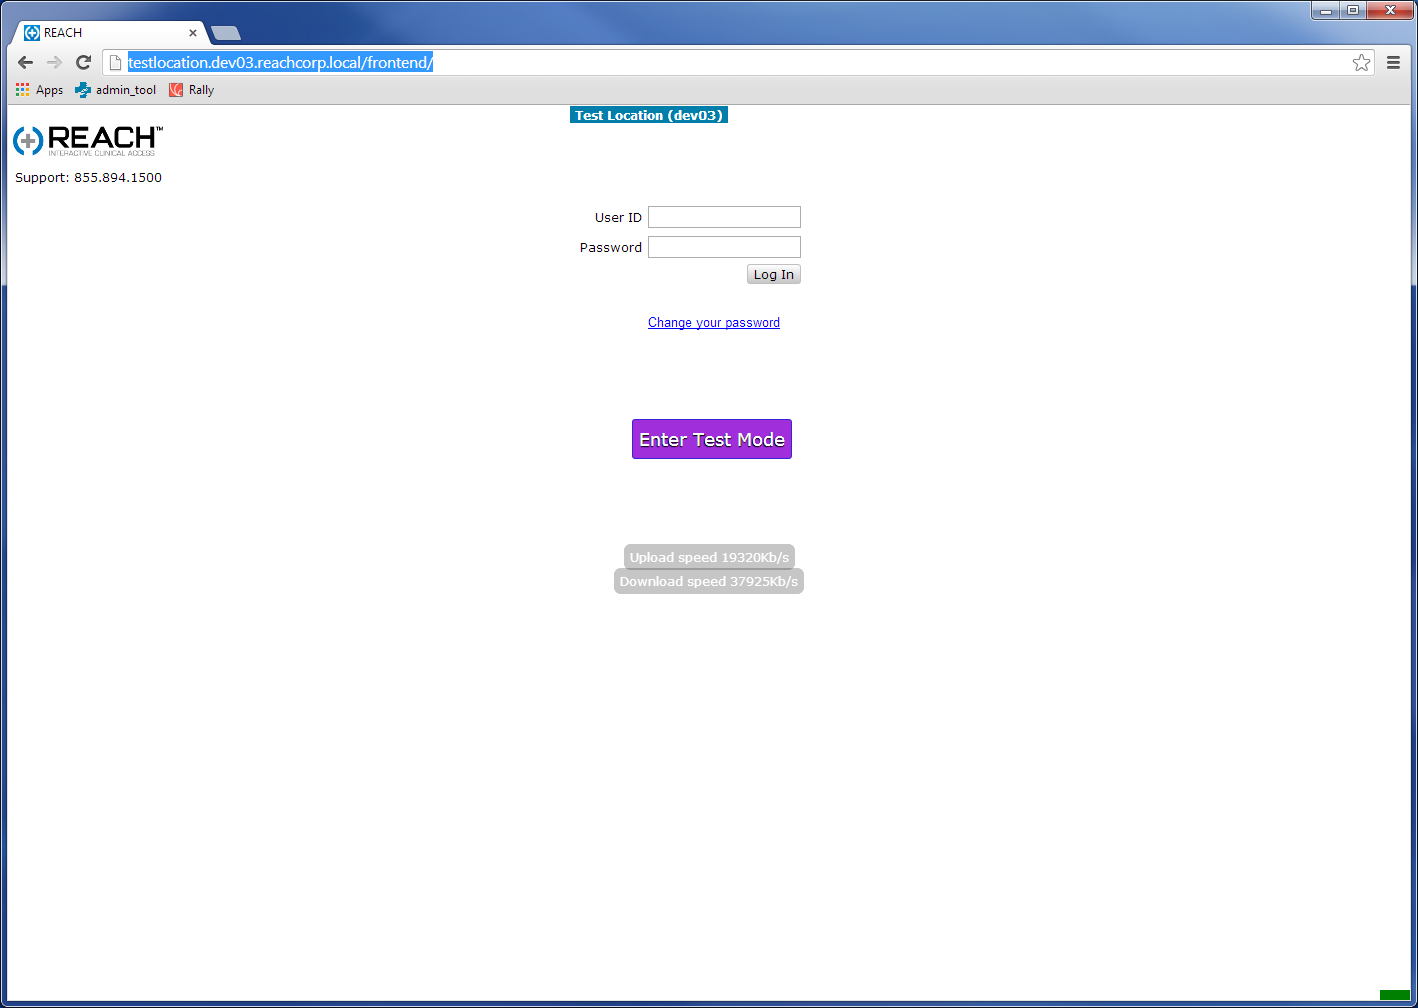 REACH
testlocation.dev03.reachcorp.local/frontend/
Apps admin_tool Rally
Test Location (dev03)
REACH™
INTERACTIVE CLINICAL ACCESS
Support: 855.894.1500
User ID
Password
Log In
Change your password
Enter Test Mode
Upload speed 19320Kb/s
Download speed 37925Kb/s